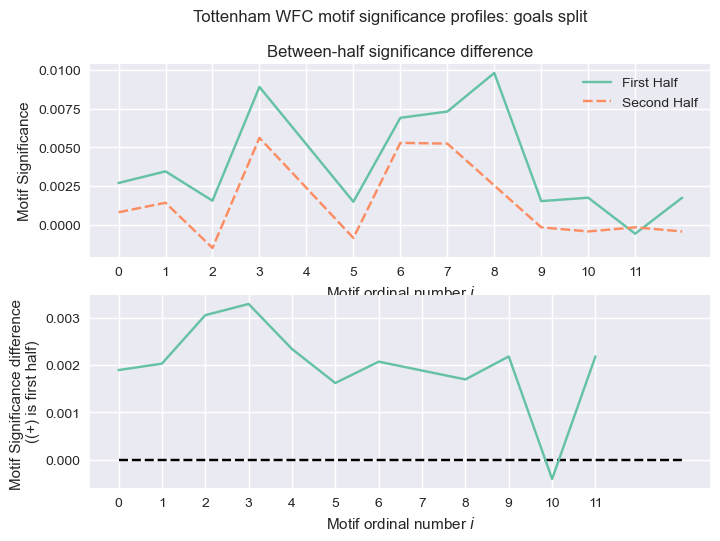 Tottenham WFC motif significance profiles: goals split
Between-half significance difference
Motif Significance
0.0100
0.0075
0.0050
0.0025
0.0000
First Half
Second Half
0 1 2 3 4 5 6 7 8 9 10 11
Motif ordinal number i
Motif Significance difference
((+) is first half)
0.003
0.002
0.001
0.000
0 1 2 3 4 5 6 7 8 9 10 11
Motif ordinal number i